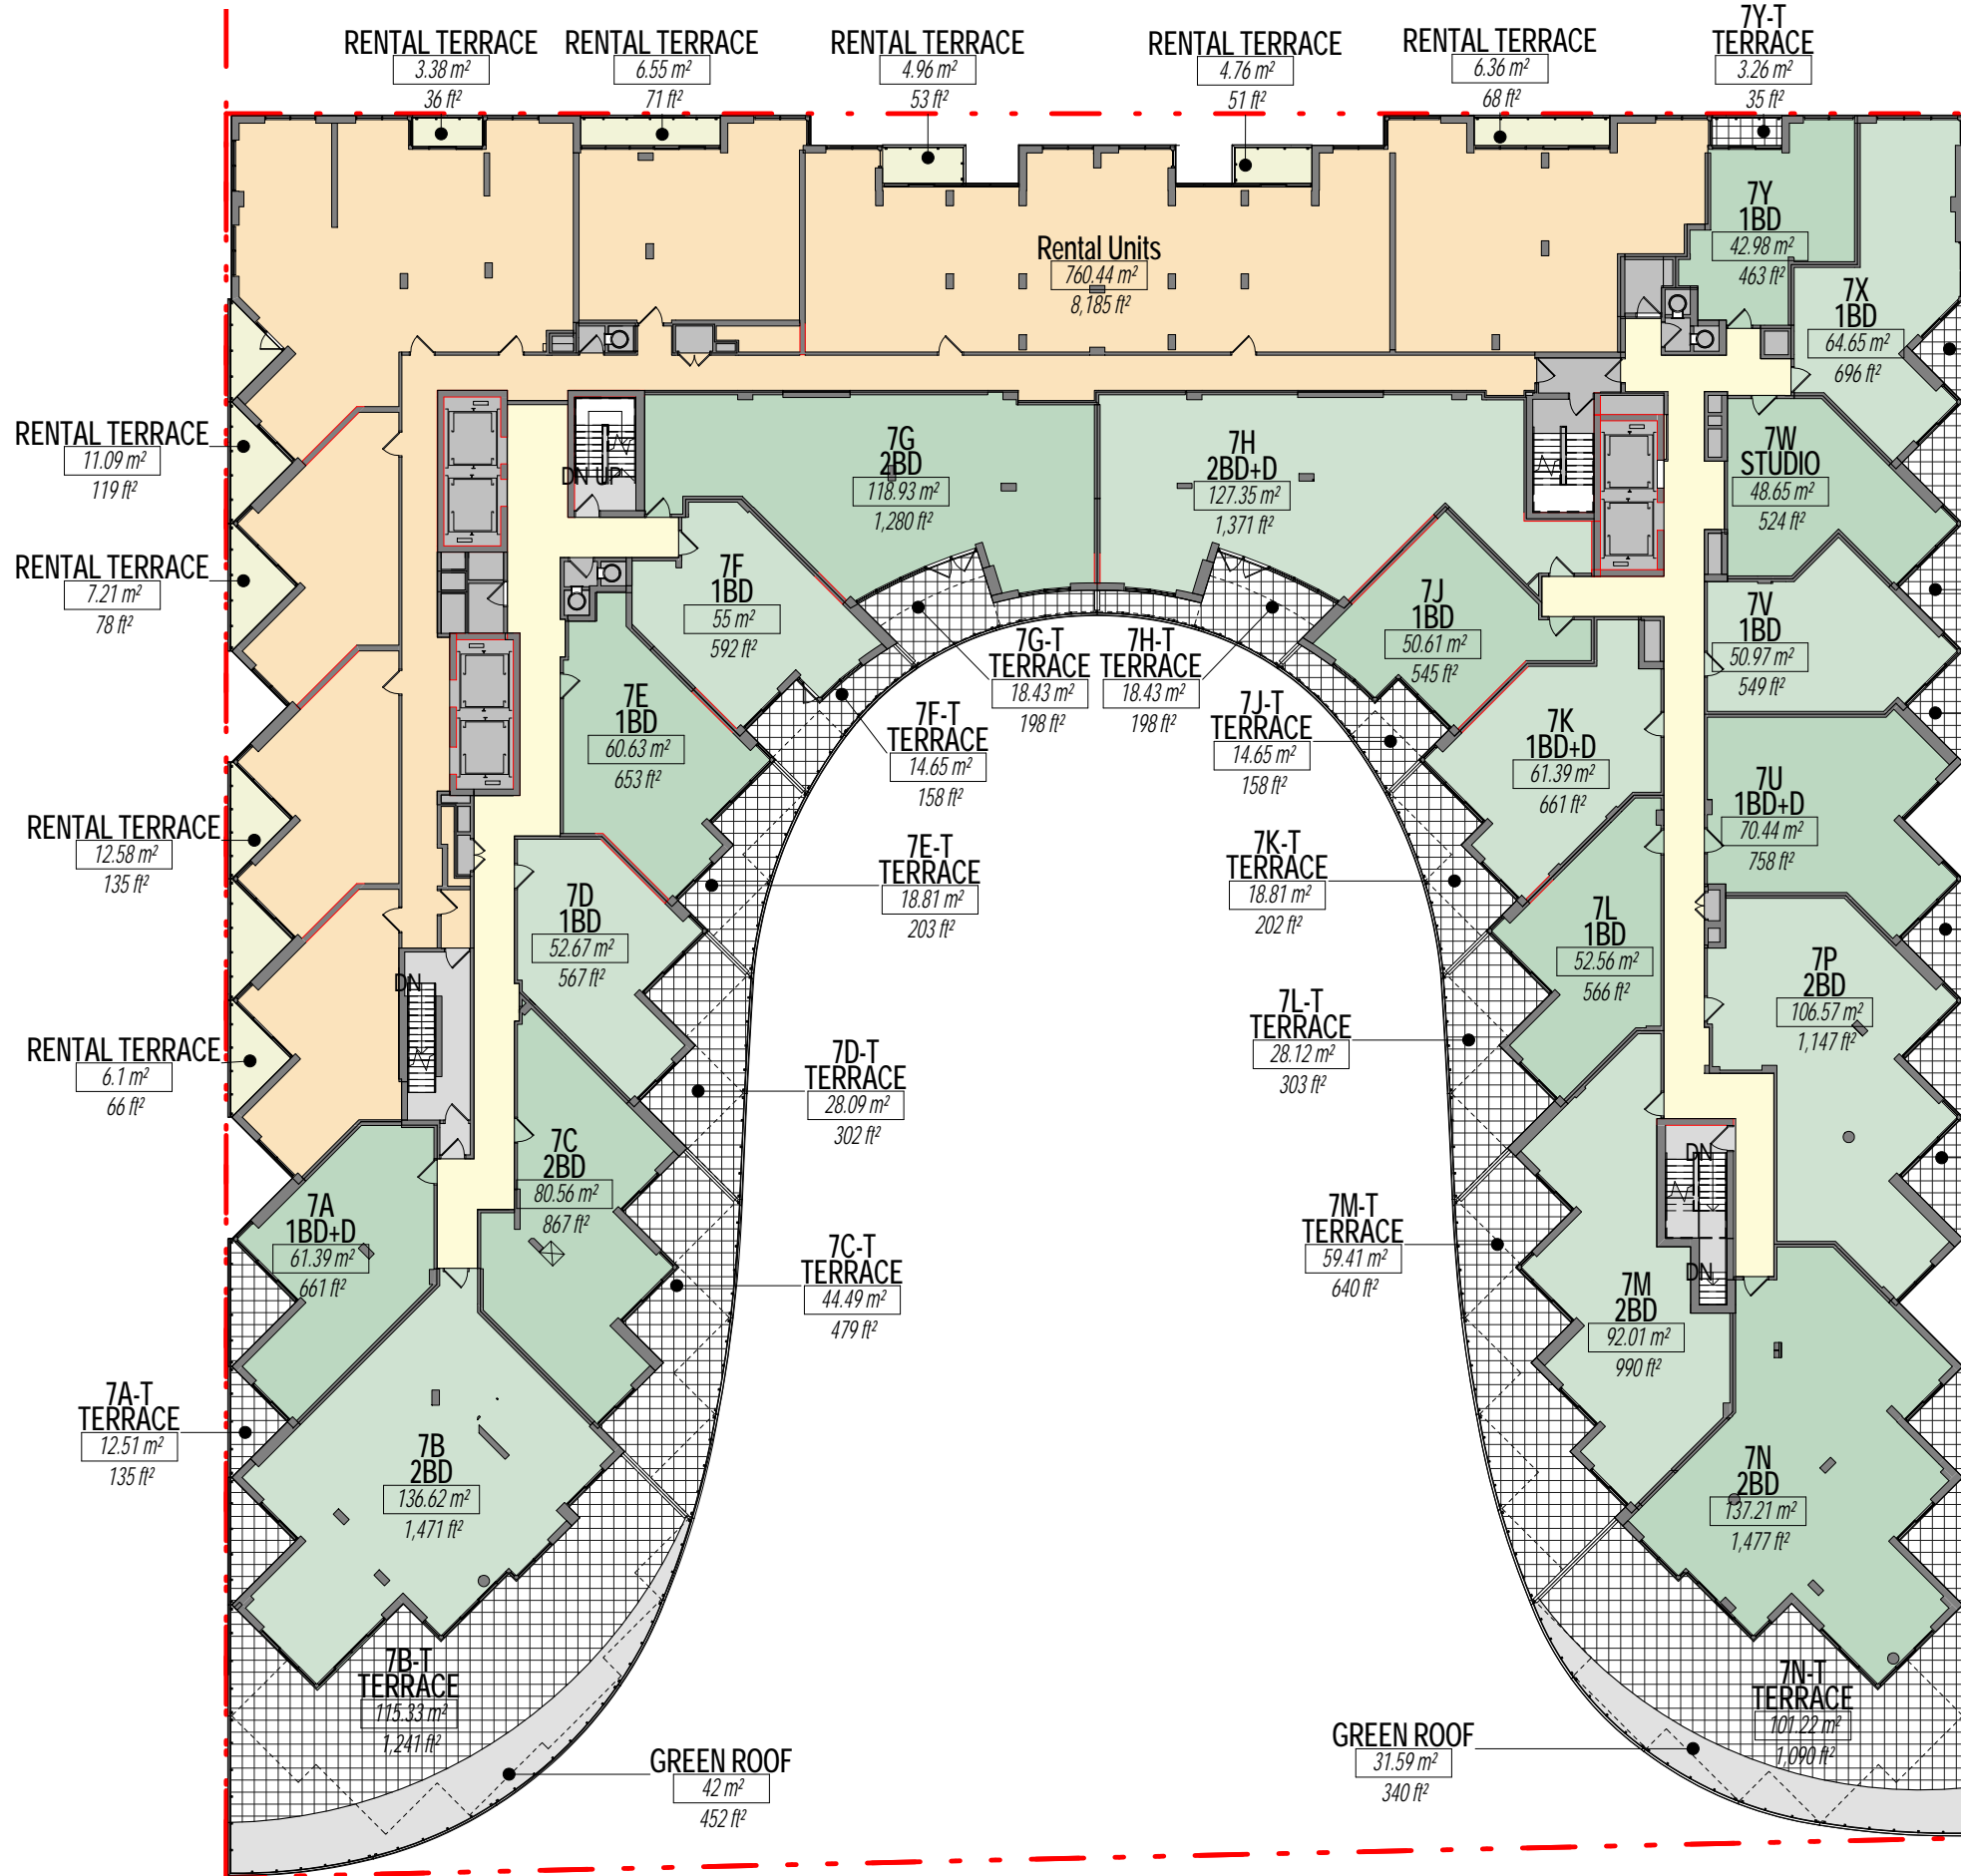 RENTAL TERRACE
3.38 m²
36 ft²
RENTAL TERRACE
6.55 m²
71 ft²
RENTAL TERRACE
4.96 m²
53 ft²
RENTAL TERRACE
4.76 m²
51 ft²
RENTAL TERRACE
6.36 m²
68 ft²
7Y-T
TERRACE
3.26 m²
35 ft²
Rental Units
760.44 m²
8,185 ft²
7Y
1BD
42.98 m²
463 ft²
7X
1BD
64.65 m²
696 ft²
RENTAL TERRACE
11.09 m²
119 ft²
DN UP
7G
2BD
118.93 m²
1,280 ft²
7H
2BD+D
127.35 m²
1,371 ft²
7W
STUDIO
48.65 m²
524 ft²
RENTAL TERRACE
7.21 m²
78 ft²
7F
1BD
55 m²
592 ft²
7J
1BD
50.61 m²
545 ft²
7V
1BD
50.97 m²
549 ft²
7G-T
TERRACE
18.43 m²
198 ft²
7H-T
TERRACE
18.43 m²
198 ft²
7E
1BD
60.63 m²
653 ft²
7F-T
TERRACE
14.65 m²
158 ft²
7J-T
TERRACE
14.65 m²
158 ft²
7K
1BD+D
61.39 m²
661 ft²
7U
1BD+D
70.44 m²
758 ft²
RENTAL TERRACE
12.58 m²
135 ft²
7E-T
TERRACE
18.81 m²
203 ft²
7K-T
TERRACE
18.81 m²
202 ft²
7D
1BD
52.67 m²
567 ft²
7L
1BD
52.56 m²
566 ft²
7P
2BD
106.57 m²
1,147 ft²
DN
RENTAL TERRACE
6.1 m²
66 ft²
7D-T
TERRACE
28.09 m²
302 ft²
7L-T
TERRACE
28.12 m²
303 ft²
7C
2BD
80.56 m²
867 ft²
DN
7A
1BD+D
61.39 m²
661 ft²
7C-T
TERRACE
44.49 m²
479 ft²
7M-T
TERRACE
59.41 m²
640 ft²
DN
7M
2BD
92.01 m²
990 ft²
7A-T
TERRACE
12.51 m²
135 ft²
7B
2BD
136.62 m²
1,471 ft²
7N
2BD
137.21 m²
1,477 ft²
7B-T
TERRACE
115.33 m²
1,241 ft²
7N-T
TERRACE
101.22 m²
1,090 ft²
GREEN ROOF
42 m²
452 ft²
GREEN ROOF
31.59 m²
340 ft²